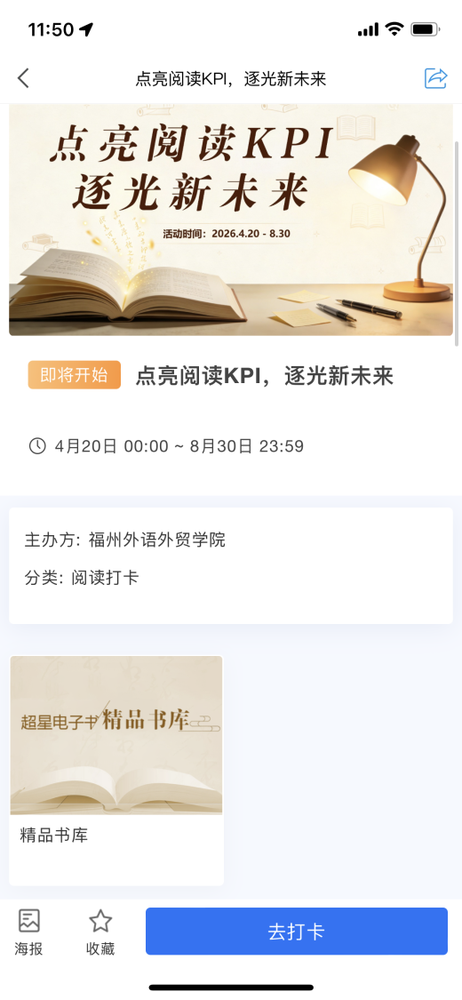 11:50
点亮阅读KPI，逐光新未来
点亮阅读KPI
逐光新未来
活动时间：2026.4.20 - 8.30
即将开始
点亮阅读KPI，逐光新未来
4月20日 00:00 ~ 8月30日 23:59
主办方: 福州外语外贸学院
分类: 阅读打卡
超星电子书 精品书库
精品书库
海报
收藏
去打卡